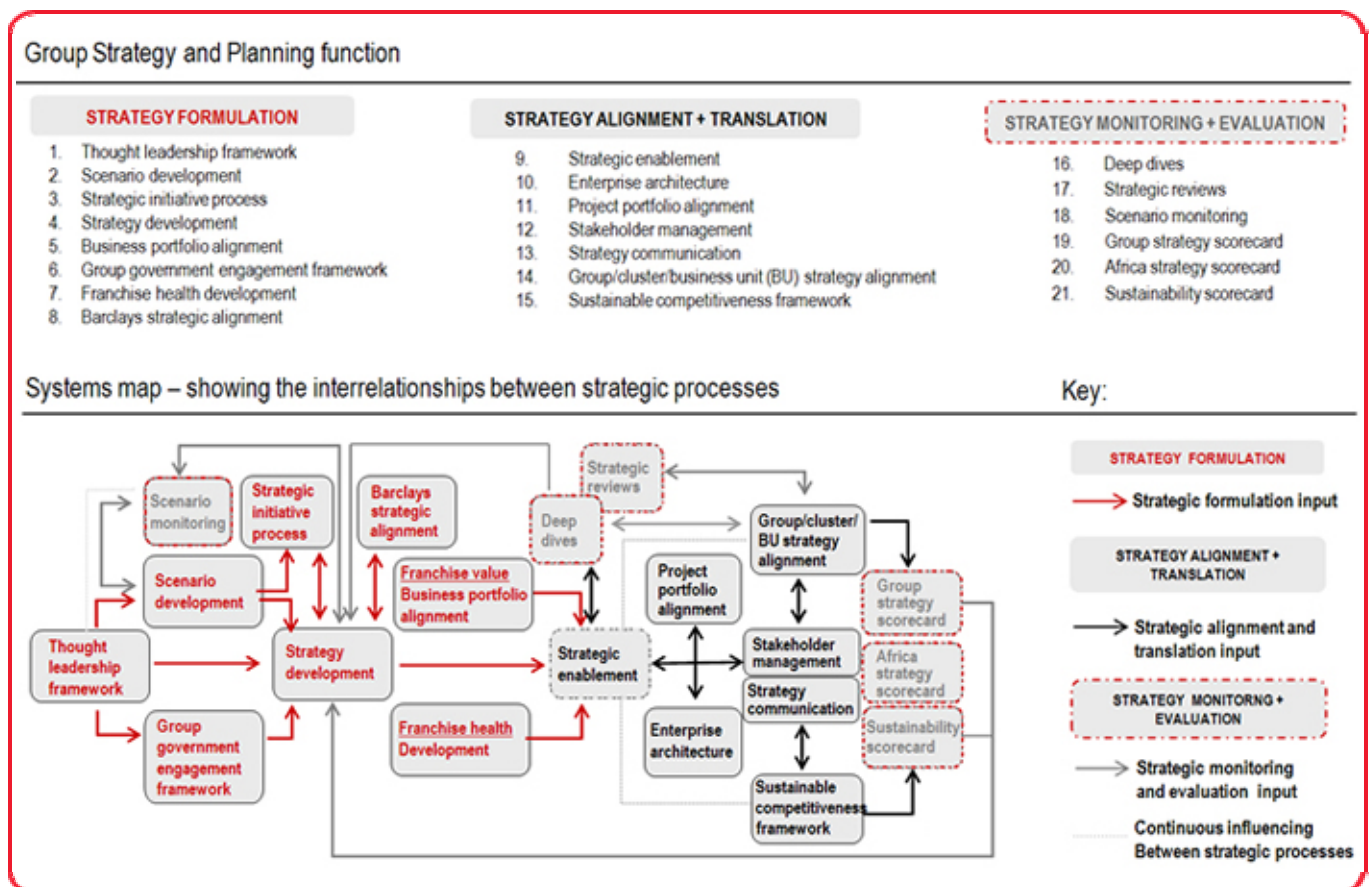 Group Strategy and Planning function
STRATEGY FORMULATION
1. Thought leadership framework
2. Scenario development
3. Strategic initiative process
4. Strategy development
5. Business portfolio alignment
6. Group government engagement framework
7. Franchise health development
8. Barclays strategic alignment
STRATEGY ALIGNMENT + TRANSLATION
9. Strategic enablement
10. Enterprise architecture
11. Project portfolio alignment
12. Stakeholder management
13. Strategy communication
14. Group/cluster/business unit (BU) strategy alignment
15. Sustainable competitiveness framework
STRATEGY MONITORING + EVALUATION
16. Deep dives
17. Strategic reviews
18. Scenario monitoring
19. Group strategy scorecard
20. Africa strategy scorecard
21. Sustainability scorecard
Systems map – showing the interrelationships between strategic processes
Scenario
monitoring
Strategic
initiative
process
Barclays
strategic
alignment
Strategic
reviews
Deep
dives
Group/cluster/
BU strategy
alignment
Scenario
development
Franchise value
Business portfolio
alignment
Project
portfolio
alignment
Group
strategy
scorecard
Thought
leadership
framework
Strategy
development
Strategic
enablement
Stakeholder
management
Africa
strategy
scorecard
Strategy
communication
Group
government
engagement
framework
Franchise health
Development
Enterprise
architecture
Sustainability
scorecard
Sustainable
competitiveness
framework
Key:
STRATEGY FORMULATION
Strategic formulation input
STRATEGY ALIGNMENT +
TRANSLATION
Strategic alignment and
translation input
STRATEGY MONITORNG +
EVALUATION
Strategic monitoring
and evaluation input
Continuous influencing
Between strategic processes